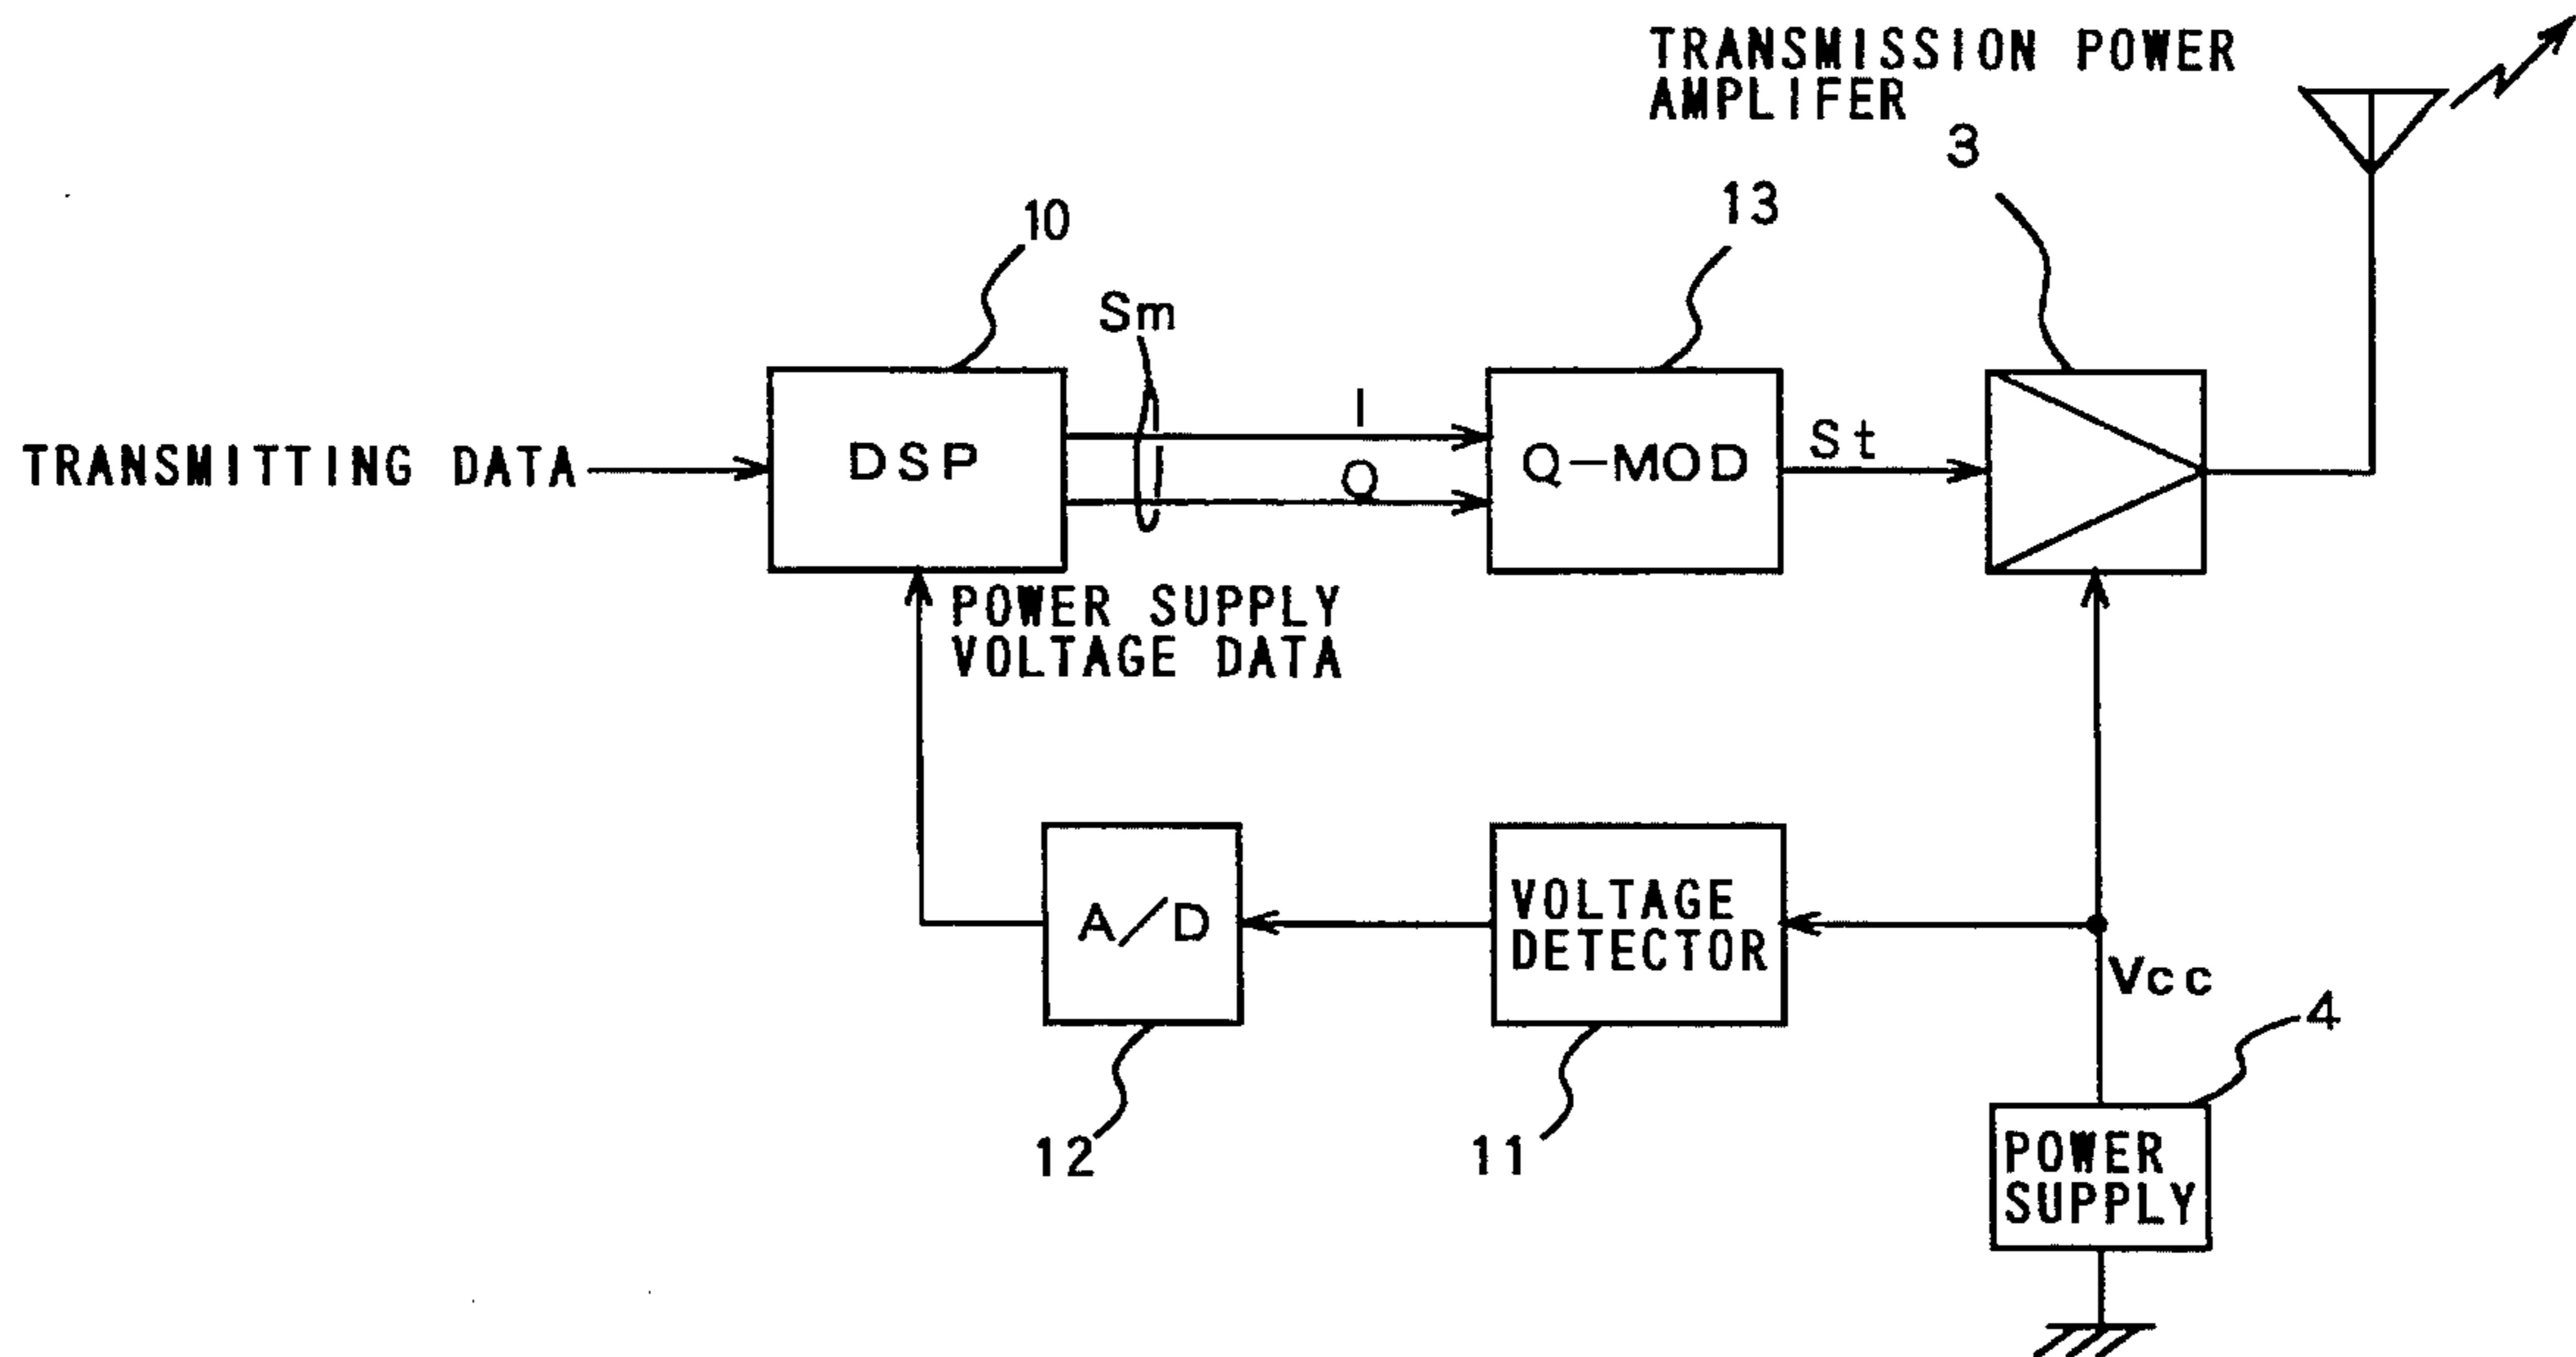 TRANSMISSION POWER
AMPLIFER
3
13
10
Sm
I
TRANSMITTING DATA
DSP
Q
Q-MOD
St
POWER SUPPLY
VOLTAGE DATA
A/D
VOLTAGE
DETECTOR
Vcc
4
12
11
POWER
SUPPLY